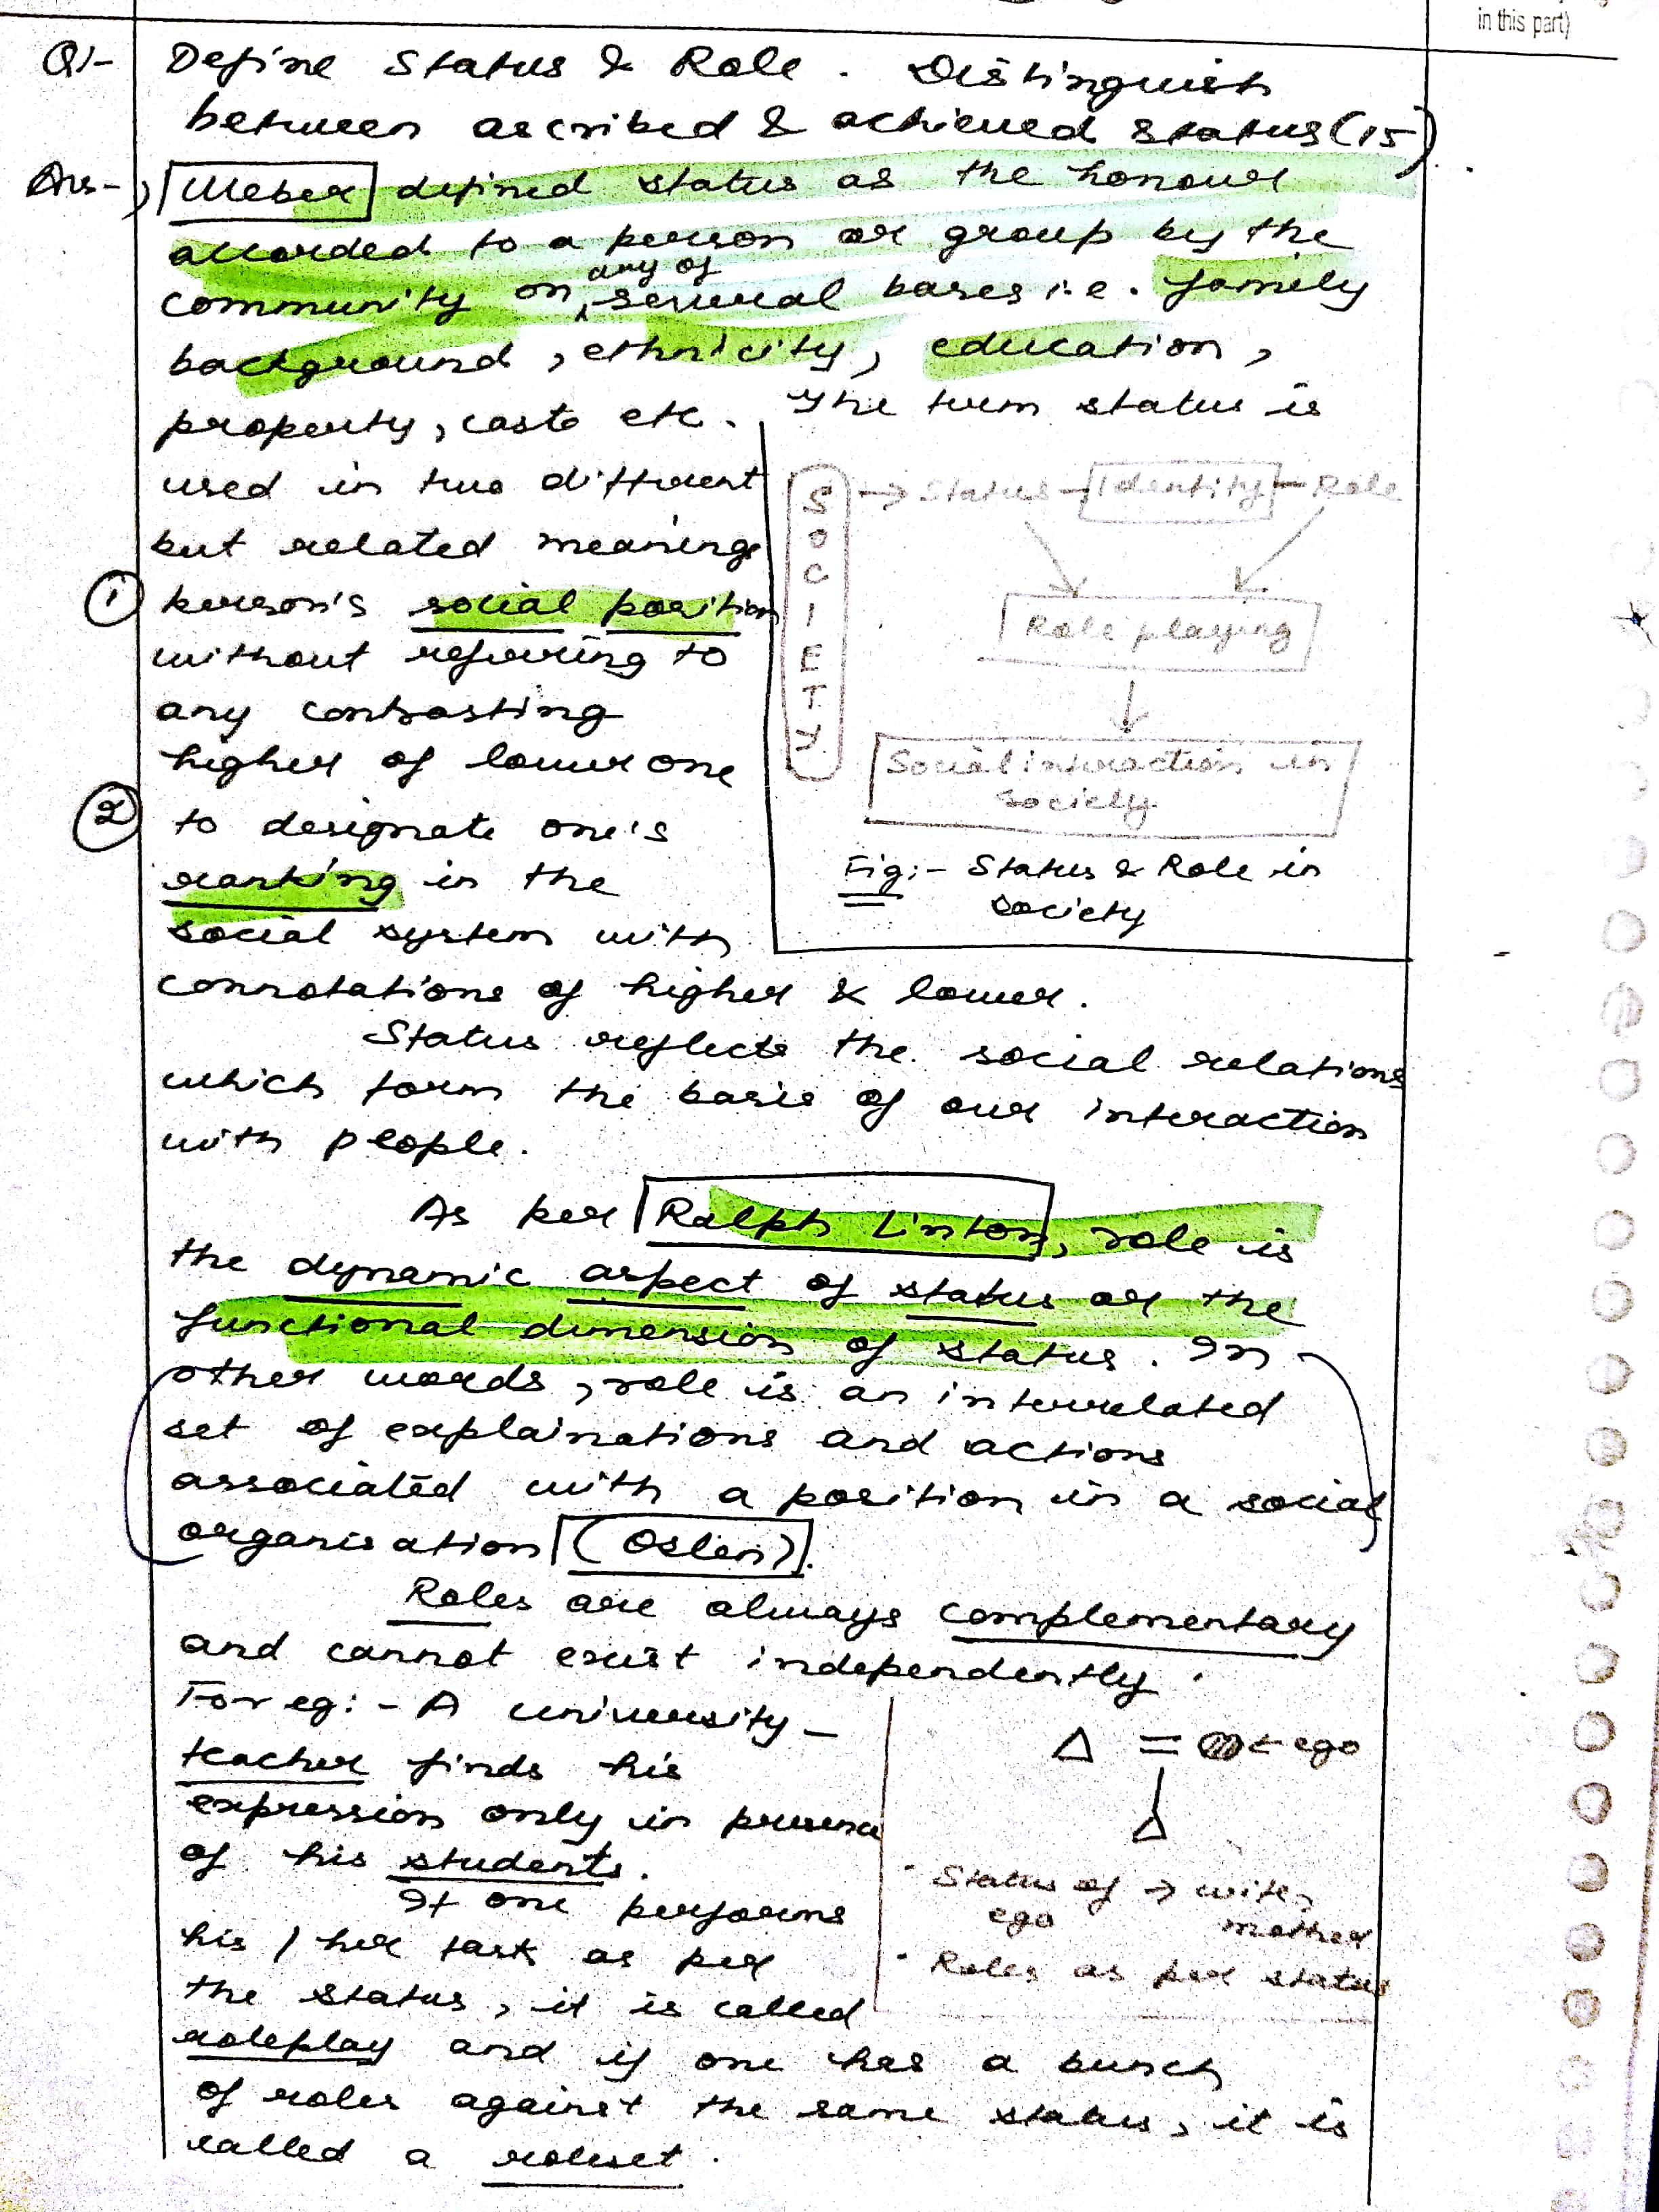 in this part)
Q1- Define Status & Role. Distinguish
between ascribed & achieved status (15)
Ans-, Weber defined status as the honour
accorded to a person or group by the
community on any of several bases i.e. family
background, ethnicity, education,
property, caste etc. The term status is
used in two different
but related meanings
① person's social position
without referring to
any contrasting
higher of lower one
② to designate one's
ranking in the
social system with
connotations of higher & lower.
SOCIETY → Status - Identity - Role
Role playing
Social interaction in
society
Fig:- Status & Role in
society
Status reflects the social relations
which form the basis of our interaction
with people.
As per Ralph Linton, role is
the dynamic aspect of status or the
functional dimension of status. In
other words, role is an interrelated
set of explainations and actions
associated with a position in a social
organisation (Oslen).
Roles are always complementary
and cannot exist independently.
For eg:- A university
teacher finds his
expression only in presence
of his students.
If one performs
his / her task as per
the status, it is called
roleplay and if one has a bunch
of roles against the same status, it is
called a roleset.
Δ = ← ego
Δ
· Status of → wife,
ego mother
· Roles as per status